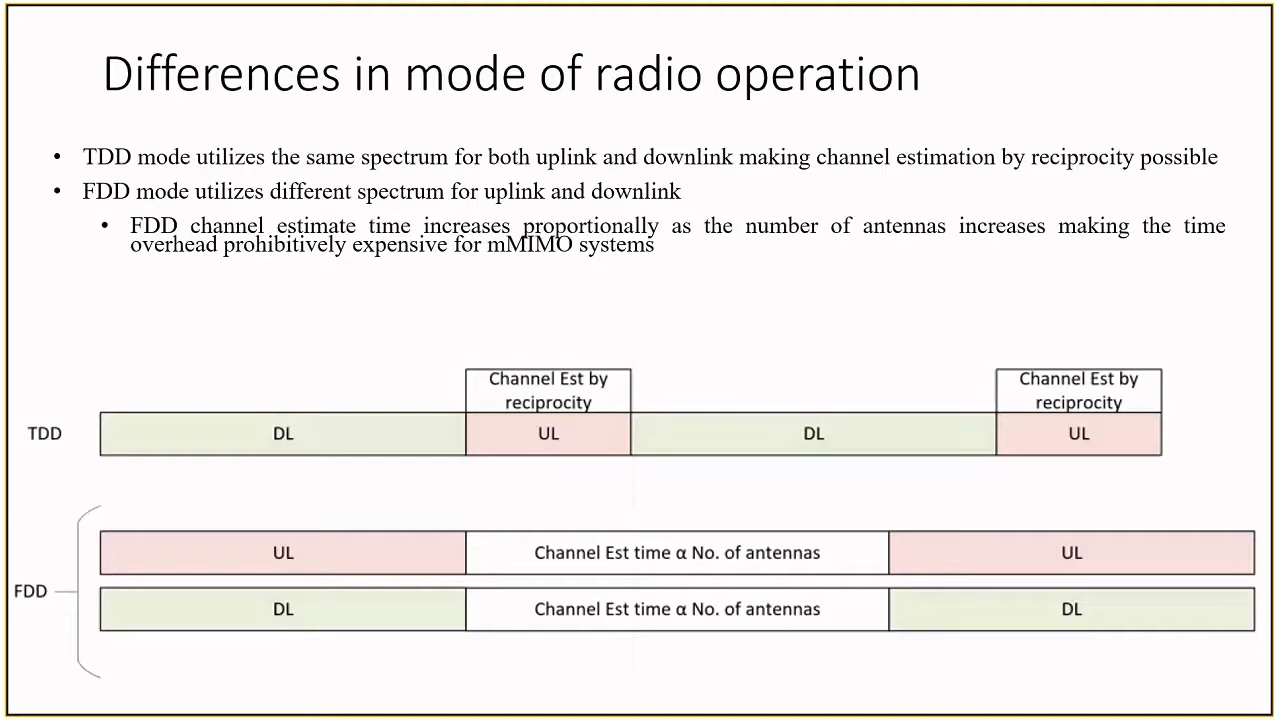 Differences in mode of radio operation
• TDD mode utilizes the same spectrum for both uplink and downlink making channel estimation by reciprocity possible
• FDD mode utilizes different spectrum for uplink and downlink
• FDD channel estimate time increases proportionally as the number of antennas increases making the time
overhead prohibitively expensive for mMIMO systems
Channel Est by
reciprocity
Channel Est by
reciprocity
TDD
DL
UL
DL
UL
FDD
UL
Channel Est time α No. of antennas
UL
DL
Channel Est time α No. of antennas
DL